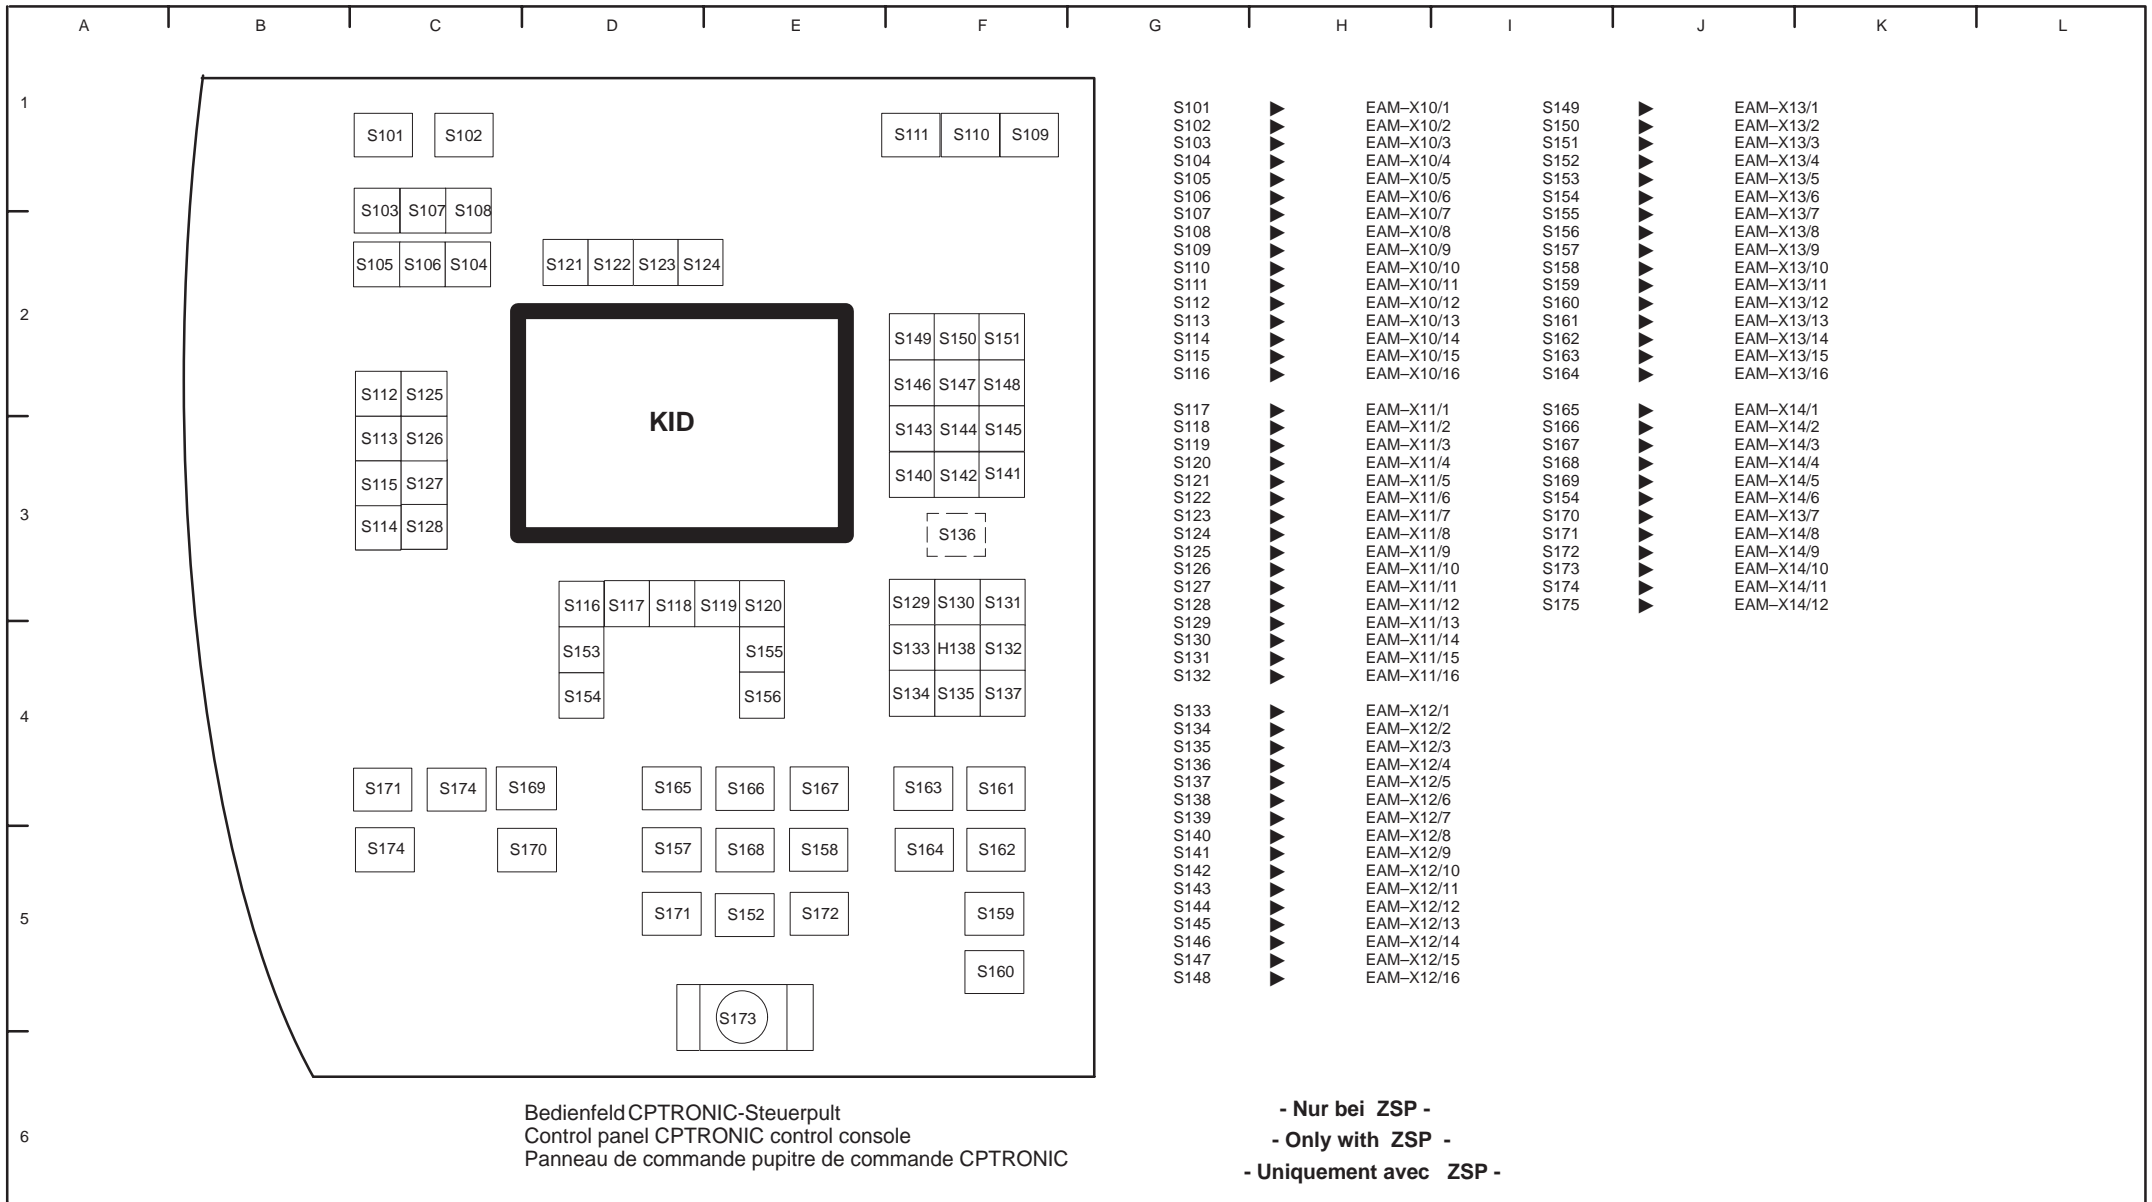 A B C D E F G H I J K L
1
2
3
4
5
6
S101 S102 S111 S110 S109
S103 S107 S108
S105 S106 S104 S121 S122 S123 S124
S149 S150 S151
S112 S125 S146 S147 S148
S113 S126 KID S143 S144 S145
S115 S127 S140 S142 S141
S114 S128 S136
S116 S117 S118 S119 S120 S129 S130 S131
S153 S155 S133 H138 S132
S154 S156 S134 S135 S137
S171 S174 S169 S165 S166 S167 S163 S161
S174 S170 S157 S168 S158 S164 S162
S171 S152 S172 S159
S160
S173
S101 ▶ EAM–X10/1 S149 ▶ EAM–X13/1
S102 ▶ EAM–X10/2 S150 ▶ EAM–X13/2
S103 ▶ EAM–X10/3 S151 ▶ EAM–X13/3
S104 ▶ EAM–X10/4 S152 ▶ EAM–X13/4
S105 ▶ EAM–X10/5 S153 ▶ EAM–X13/5
S106 ▶ EAM–X10/6 S154 ▶ EAM–X13/6
S107 ▶ EAM–X10/7 S155 ▶ EAM–X13/7
S108 ▶ EAM–X10/8 S156 ▶ EAM–X13/8
S109 ▶ EAM–X10/9 S157 ▶ EAM–X13/9
S110 ▶ EAM–X10/10 S158 ▶ EAM–X13/10
S111 ▶ EAM–X10/11 S159 ▶ EAM–X13/11
S112 ▶ EAM–X10/12 S160 ▶ EAM–X13/12
S113 ▶ EAM–X10/13 S161 ▶ EAM–X13/13
S114 ▶ EAM–X10/14 S162 ▶ EAM–X13/14
S115 ▶ EAM–X10/15 S163 ▶ EAM–X13/15
S116 ▶ EAM–X10/16 S164 ▶ EAM–X13/16
S117 ▶ EAM–X11/1 S165 ▶ EAM–X14/1
S118 ▶ EAM–X11/2 S166 ▶ EAM–X14/2
S119 ▶ EAM–X11/3 S167 ▶ EAM–X14/3
S120 ▶ EAM–X11/4 S168 ▶ EAM–X14/4
S121 ▶ EAM–X11/5 S169 ▶ EAM–X14/5
S122 ▶ EAM–X11/6 S154 ▶ EAM–X14/6
S123 ▶ EAM–X11/7 S170 ▶ EAM–X13/7
S124 ▶ EAM–X11/8 S171 ▶ EAM–X14/8
S125 ▶ EAM–X11/9 S172 ▶ EAM–X14/9
S126 ▶ EAM–X11/10 S173 ▶ EAM–X14/10
S127 ▶ EAM–X11/11 S174 ▶ EAM–X14/11
S128 ▶ EAM–X11/12 S175 ▶ EAM–X14/12
S129 ▶ EAM–X11/13
S130 ▶ EAM–X11/14
S131 ▶ EAM–X11/15
S132 ▶ EAM–X11/16
S133 ▶ EAM–X12/1
S134 ▶ EAM–X12/2
S135 ▶ EAM–X12/3
S136 ▶ EAM–X12/4
S137 ▶ EAM–X12/5
S138 ▶ EAM–X12/6
S139 ▶ EAM–X12/7
S140 ▶ EAM–X12/8
S141 ▶ EAM–X12/9
S142 ▶ EAM–X12/10
S143 ▶ EAM–X12/11
S144 ▶ EAM–X12/12
S145 ▶ EAM–X12/13
S146 ▶ EAM–X12/14
S147 ▶ EAM–X12/15
S148 ▶ EAM–X12/16
Bedienfeld CPTRONIC-Steuerpult
Control panel CPTRONIC control console
Panneau de commande pupitre de commande CPTRONIC
- Nur bei ZSP -
- Only with ZSP -
- Uniquement avec ZSP -